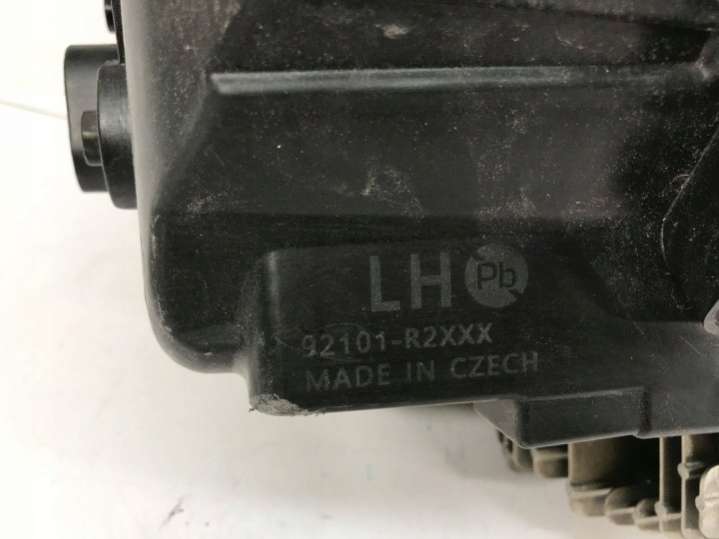 LH Pb
92101-R2XXX
MADE IN CZECH